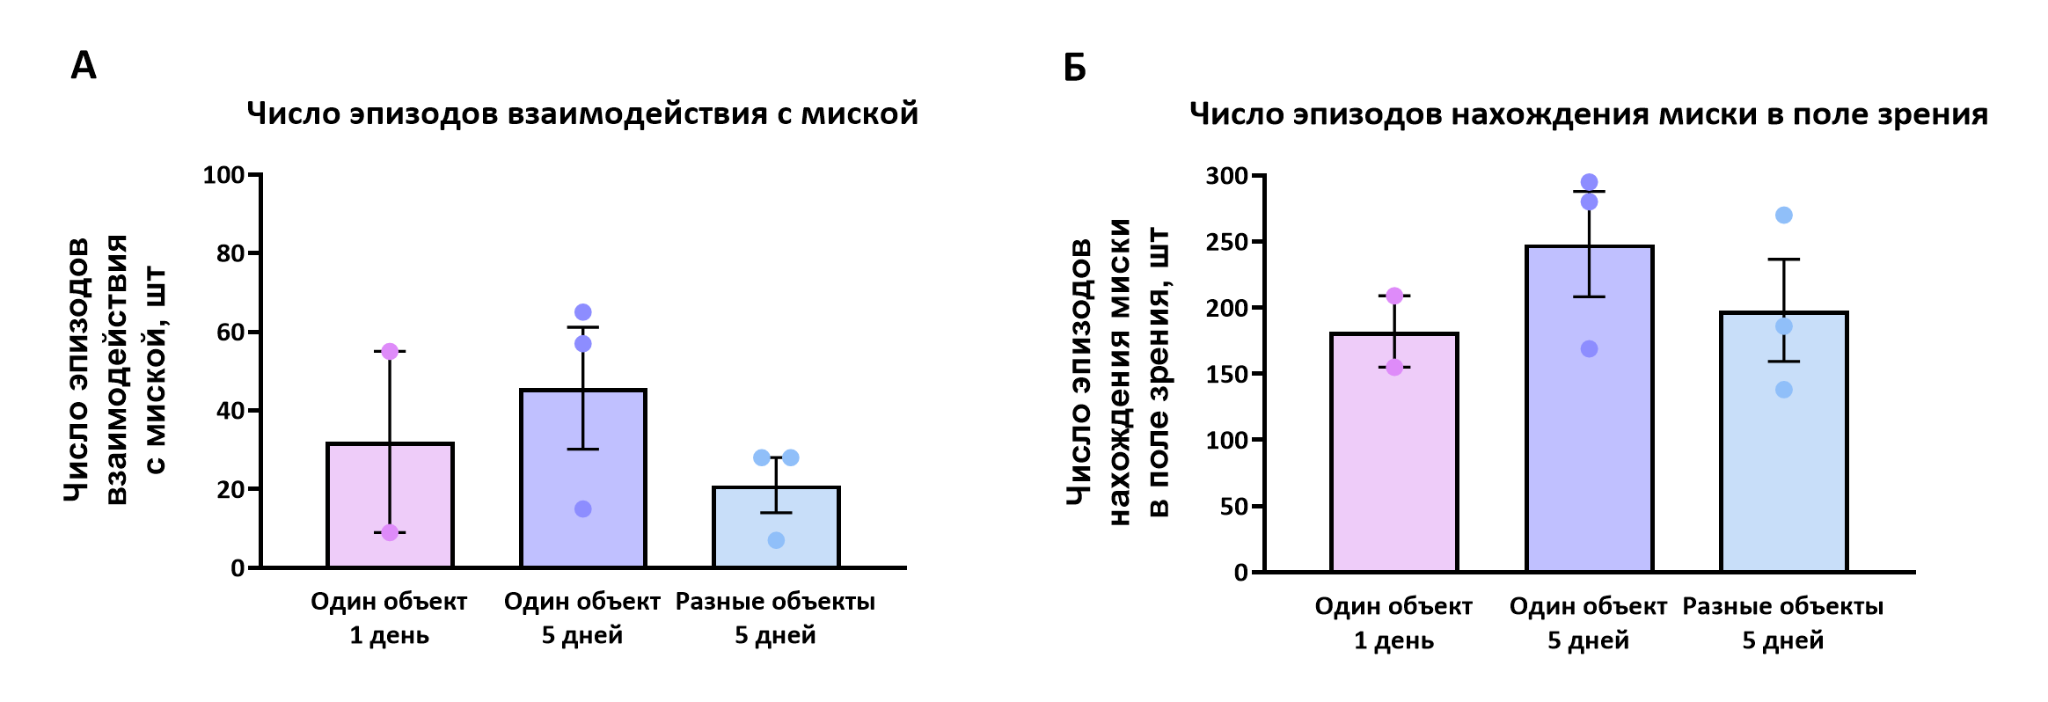 А
Число эпизодов взаимодействия с миской
Число эпизодов
взаимодействия
с миской, шт
100
80
60
40
20
0
Один объект
1 день
Один объект
5 дней
Разные объекты
5 дней
Б
Число эпизодов нахождения миски в поле зрения
Число эпизодов
нахождения миски
в поле зрения, шт
300
250
200
150
100
50
0
Один объект
1 день
Один объект
5 дней
Разные объекты
5 дней